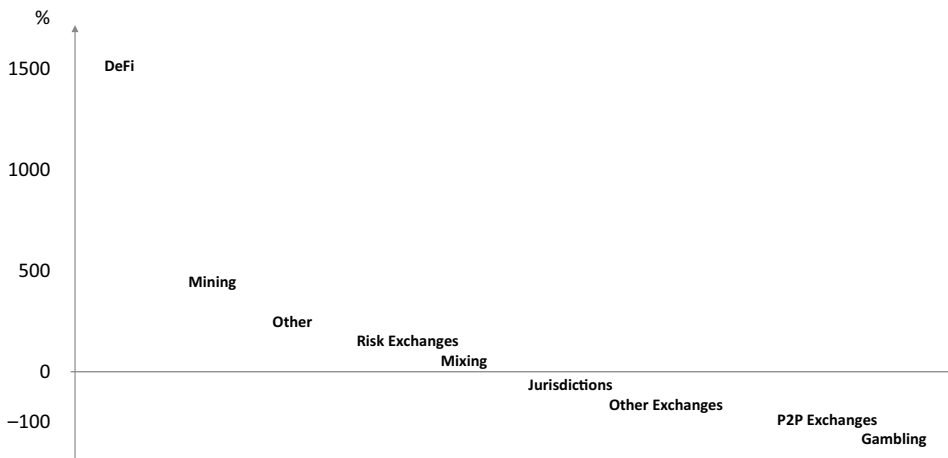 %
1500
DeFi
1000
500
Mining
Other
Risk Exchanges
Mixing
0
Jurisdictions
Other Exchanges
–100
P2P Exchanges
Gambling